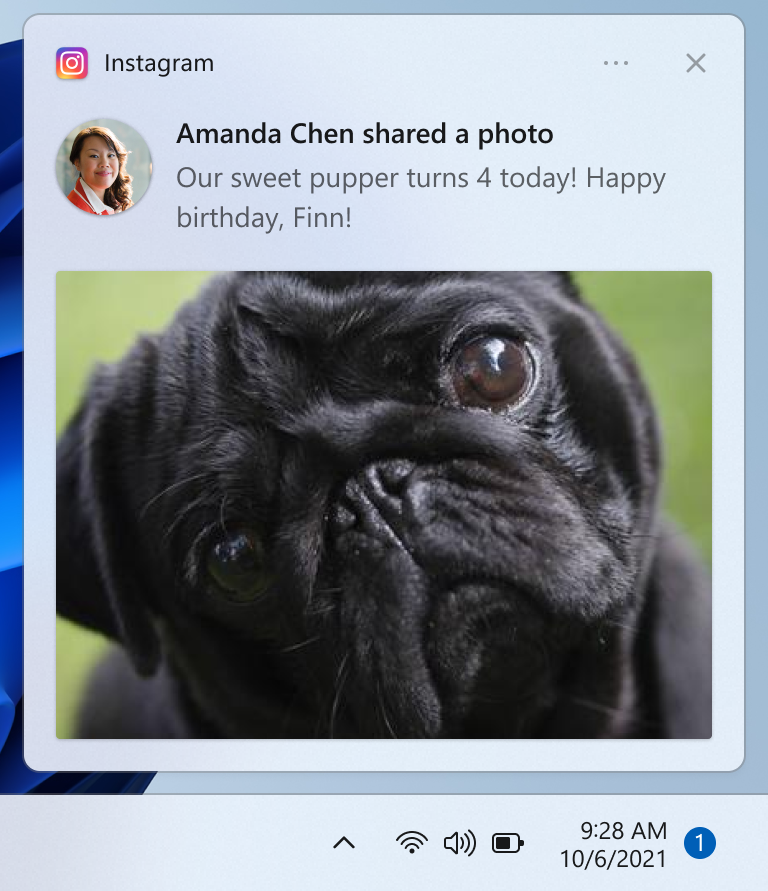 Instagram
Amanda Chen shared a photo
Our sweet pupper turns 4 today! Happy
birthday, Finn!
9:28 AM
10/6/2021
1